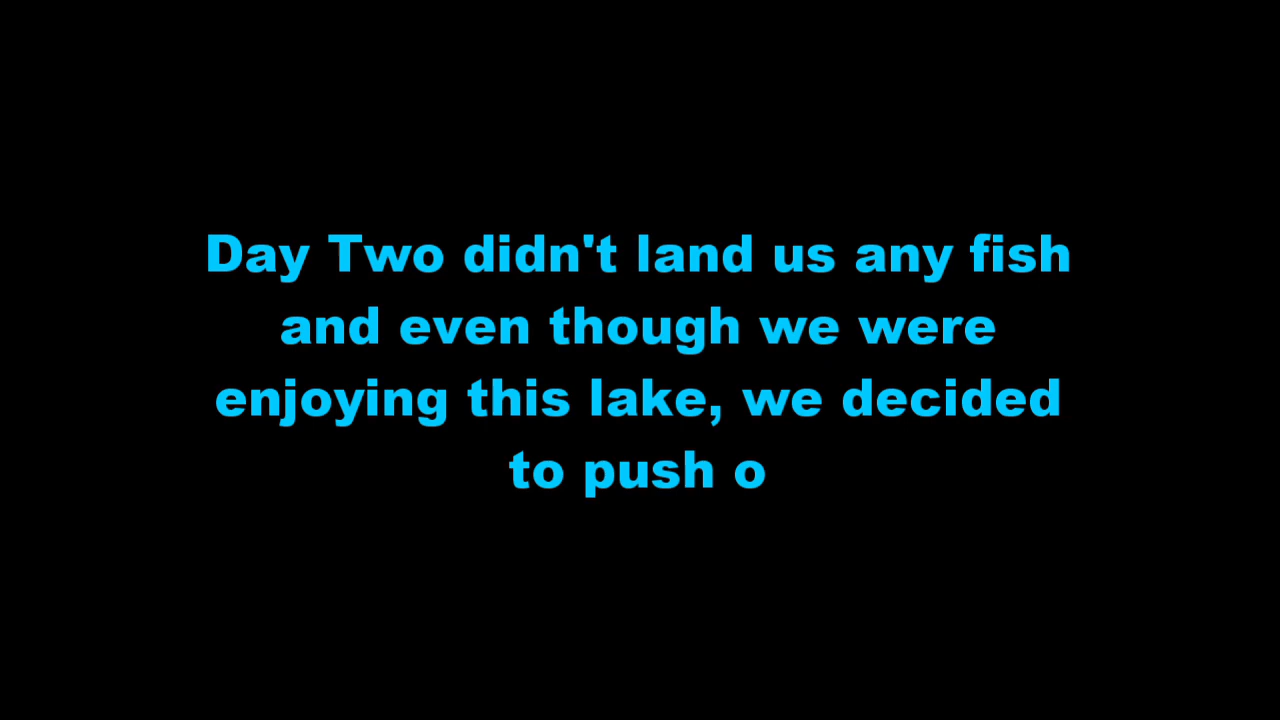 Day Two didn't land us any fish
and even though we were
enjoying this lake, we decided
to push o